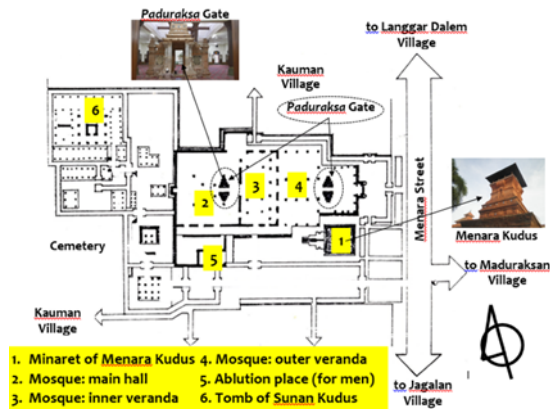 Paduraksa Gate
to Langgar Dalem
Village
Kauman
Village
Paduraksa Gate
6
2
3
4
1
5
Menara Street
Menara Kudus
Cemetery
to Maduraksan
Village
Kauman
Village
to Jagalan
Village
1. Minaret of Menara Kudus
2. Mosque: main hall
3. Mosque: inner veranda
4. Mosque: outer veranda
5. Ablution place (for men)
6. Tomb of Sunan Kudus